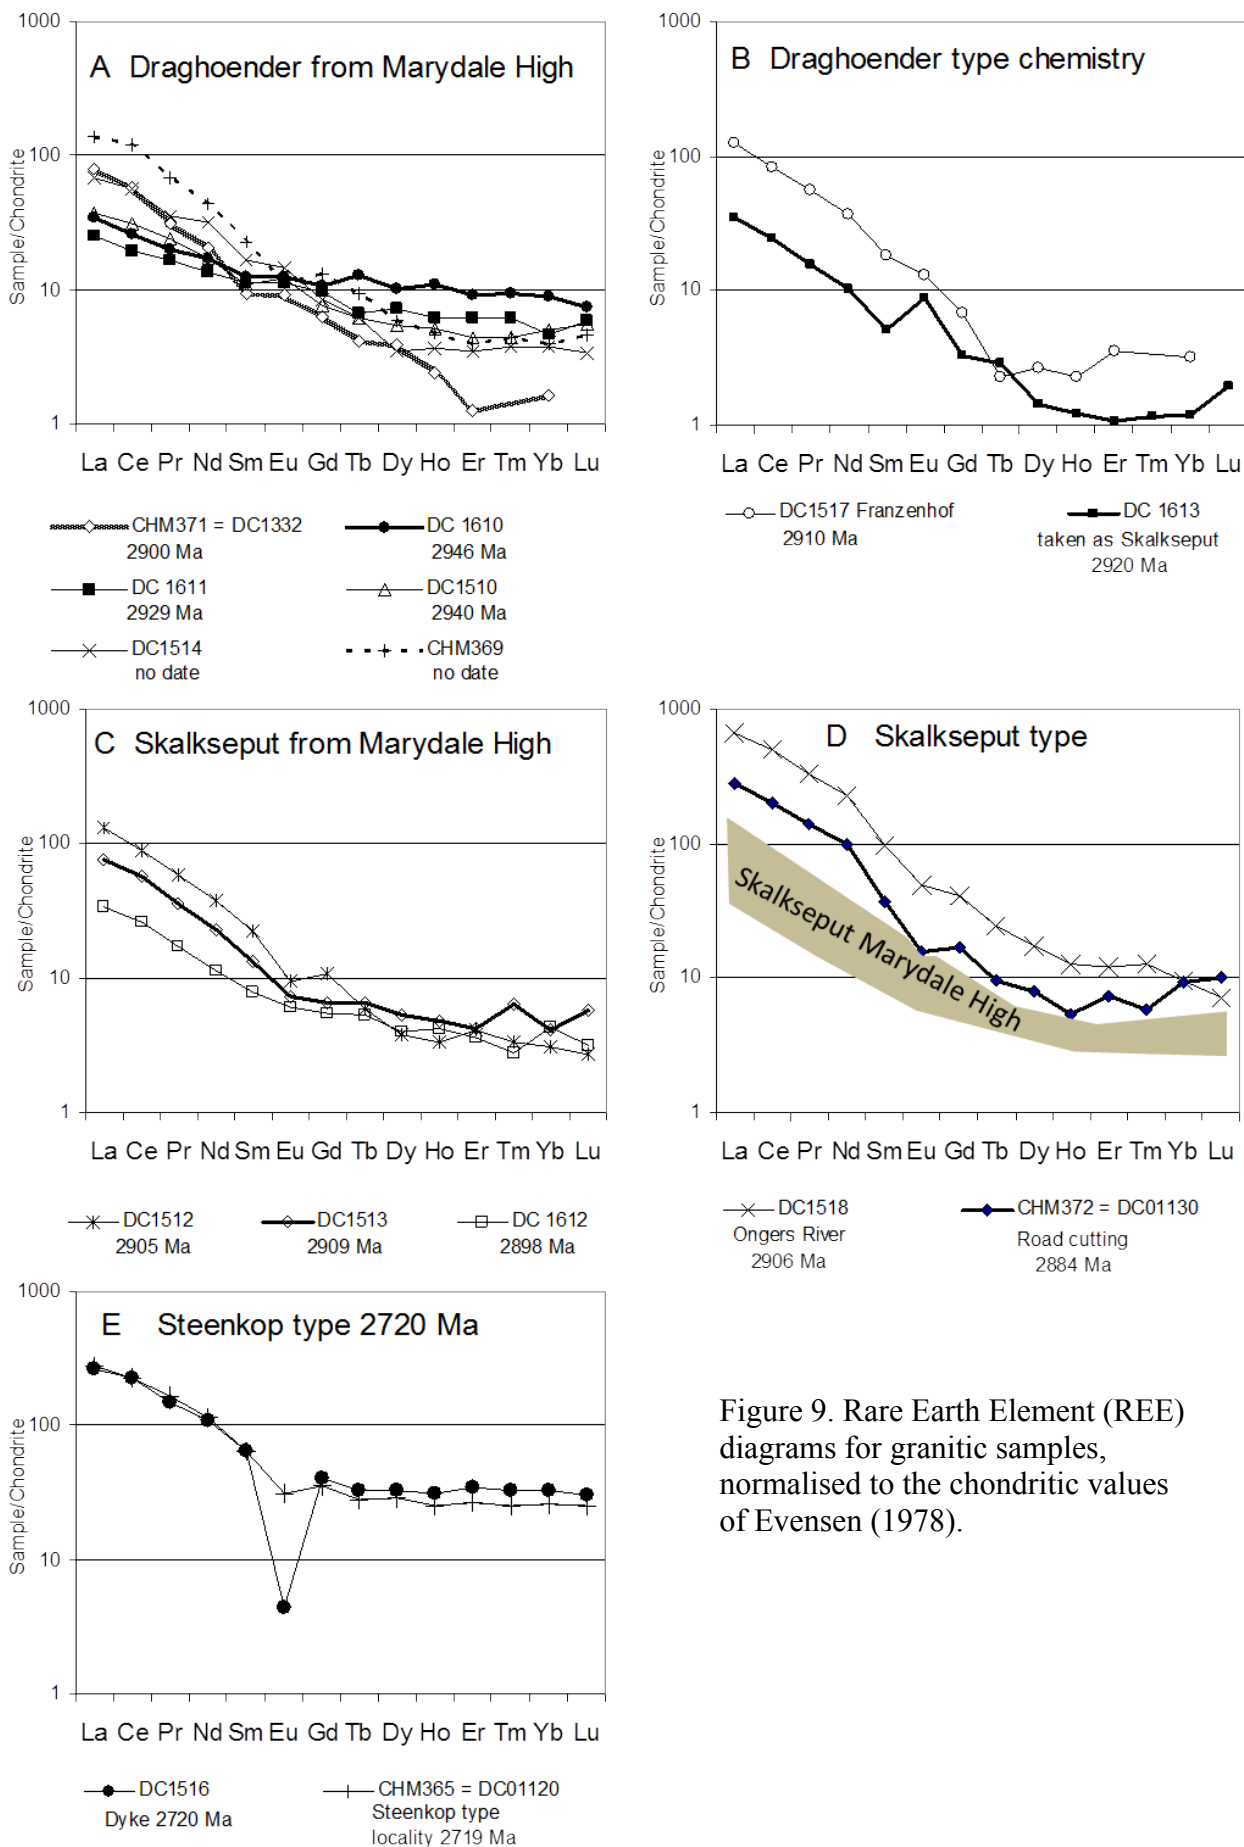 A Draghoender from Marydale High
Sample/Chondrite
1000
100
10
1
La Ce Pr Nd Sm Eu Gd Tb Dy Ho Er Tm Yb Lu
CHM371 = DC1332
2900 Ma
DC 1610
2946 Ma
DC 1611
2929 Ma
DC1510
2940 Ma
DC1514
no date
CHM369
no date
B Draghoender type chemistry
Sample/Chondrite
1000
100
10
1
La Ce Pr Nd Sm Eu Gd Tb Dy Ho Er Tm Yb Lu
DC1517 Franzenhof
2910 Ma
DC 1613
taken as Skalkseput
2920 Ma
C Skalkseput from Marydale High
Sample/Chondrite
1000
100
10
1
La Ce Pr Nd Sm Eu Gd Tb Dy Ho Er Tm Yb Lu
DC1512
2905 Ma
DC1513
2909 Ma
DC 1612
2898 Ma
D Skalkseput type
Sample/Chondrite
1000
100
10
1
Skalkseput Marydale High
La Ce Pr Nd Sm Eu Gd Tb Dy Ho Er Tm Yb Lu
DC1518
Ongers River
2906 Ma
CHM372 = DC01130
Road cutting
2884 Ma
E Steenkop type 2720 Ma
Sample/Chondrite
1000
100
10
1
La Ce Pr Nd Sm Eu Gd Tb Dy Ho Er Tm Yb Lu
DC1516
Dyke 2720 Ma
CHM365 = DC01120
Steenkop type
locality 2719 Ma
Figure 9. Rare Earth Element (REE)
diagrams for granitic samples,
normalised to the chondritic values
of Evensen (1978).